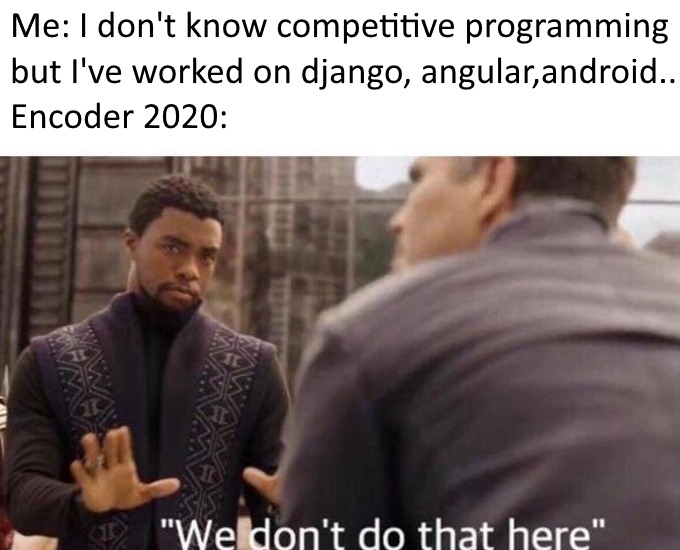 Me: I don't know competitive programming
but I've worked on django, angular,android..
Encoder 2020:
"We don't do that here"